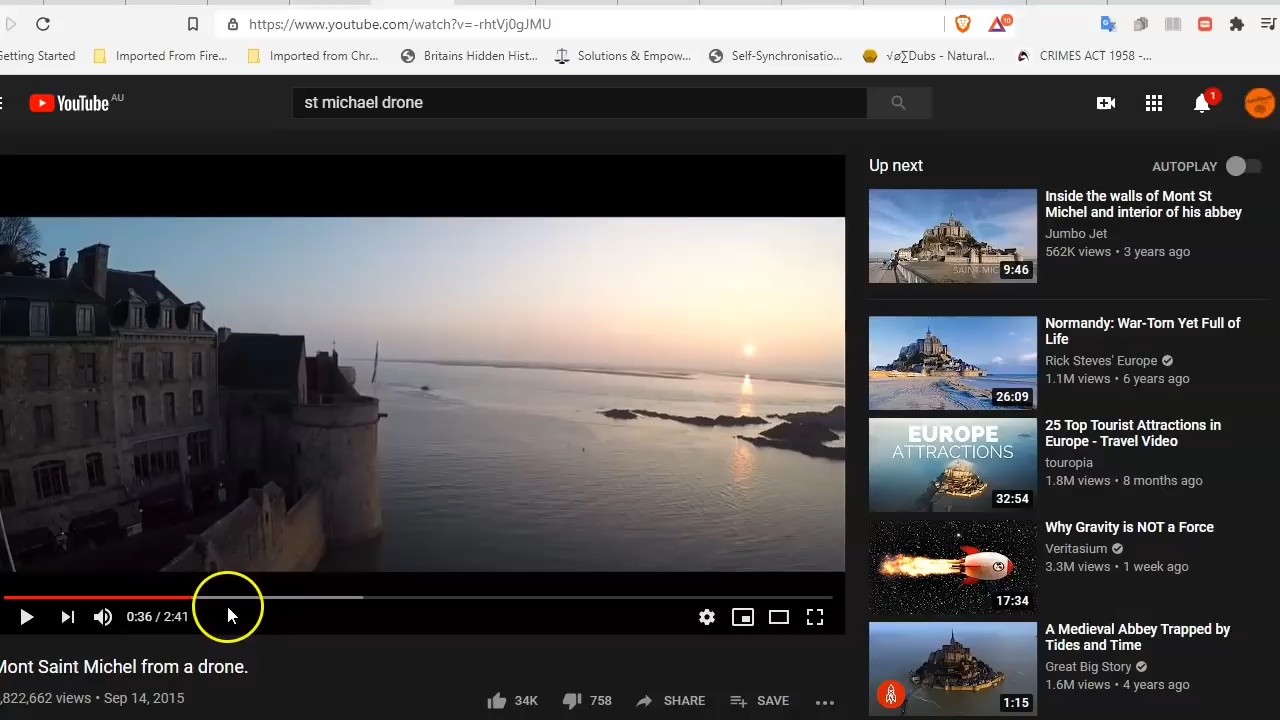 https://www.youtube.com/watch?v=-rhtVj0gJMU
10
etting Started
Imported From Fire...
Imported from Chr...
Britains Hidden Hist...
Solutions & Empow...
Self-Synchronisatio...
√ø∑Dubs - Natural...
CRIMES ACT 1958 -...
YouTube AU
st michael drone
1
Up next
AUTOPLAY
Inside the walls of Mont St
Michel and interior of his abbey
Jumbo Jet
562K views • 3 years ago
SAINT-MIC
9:46
Normandy: War-Torn Yet Full of
Life
Rick Steves' Europe
1.1M views • 6 years ago
26:09
EUROPE
ATTRACTIONS
32:54
25 Top Tourist Attractions in
Europe - Travel Video
touropia
1.8M views • 8 months ago
Why Gravity is NOT a Force
Veritasium
3.3M views • 1 week ago
17:34
A Medieval Abbey Trapped by
Tides and Time
Great Big Story
1.6M views • 4 years ago
1:15
0:36 / 2:41
Mont Saint Michel from a drone.
,822,662 views • Sep 14, 2015
34K
758
SHARE
SAVE